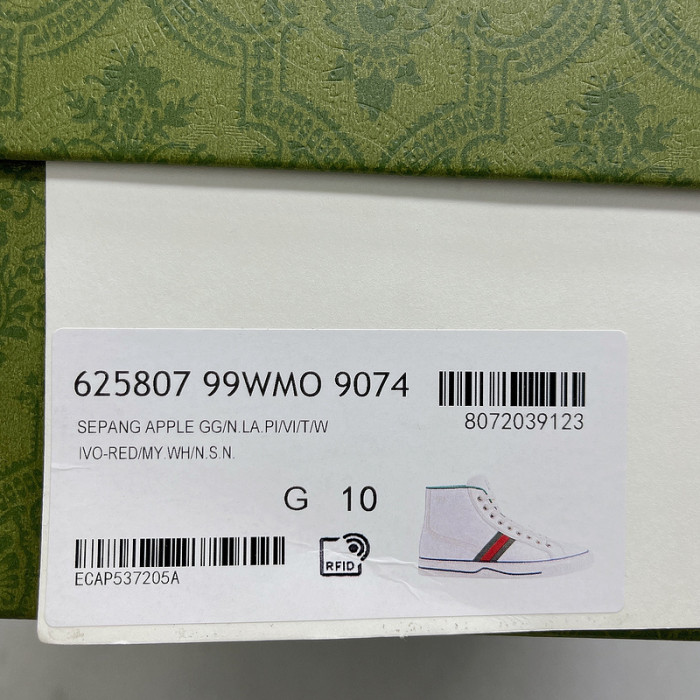 625807 99WMO 9074
8072039123
SEPANG APPLE GG/N.LA.PI/VI/T/W
IVO-RED/MY.WH/N.S.N.
G 10
RFID
ECAP537205A